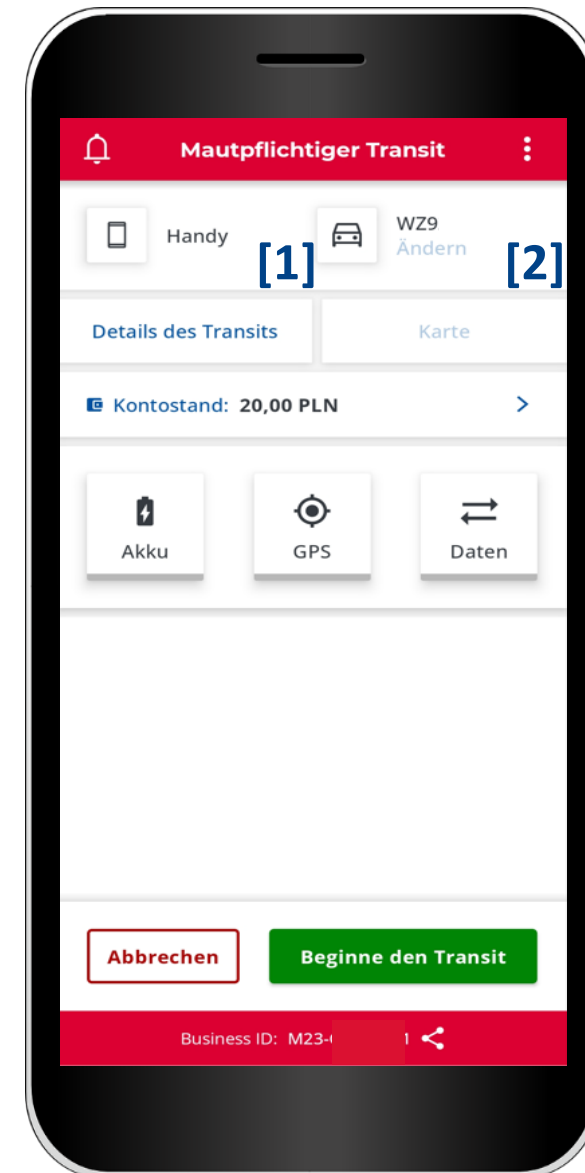 Mautpflichtiger Transit
Handy
[1]
WZ9
Ändern
[2]
Details des Transits
Karte
Kontostand: 20,00 PLN
Akku
GPS
Daten
Abbrechen
Beginne den Transit
Business ID: M23-